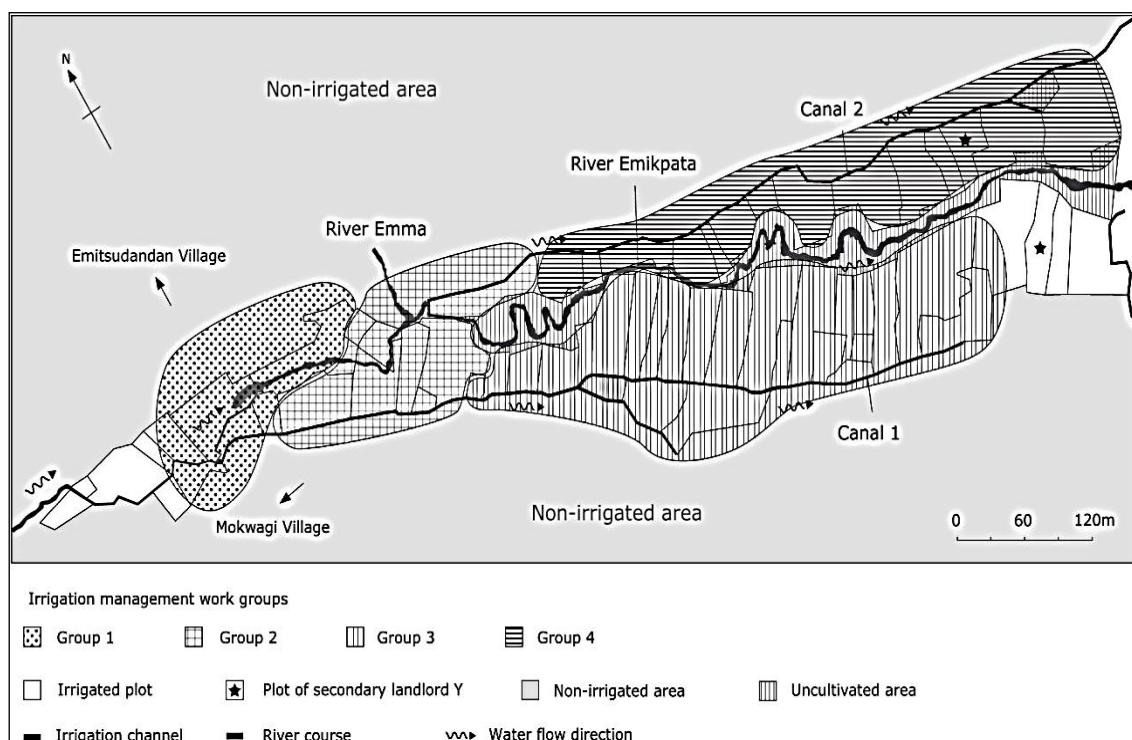 N
Non-irrigated area
Canal 2
River Emikpata
River Emma
Emitsudandan Village
Canal 1
Mokwagi Village
Non-irrigated area
0 60 120m
Irrigation management work groups
Group 1 Group 2 Group 3 Group 4
Irrigated plot Plot of secondary landlord Y Non-irrigated area Uncultivated area
Irrigation channel River course Water flow direction